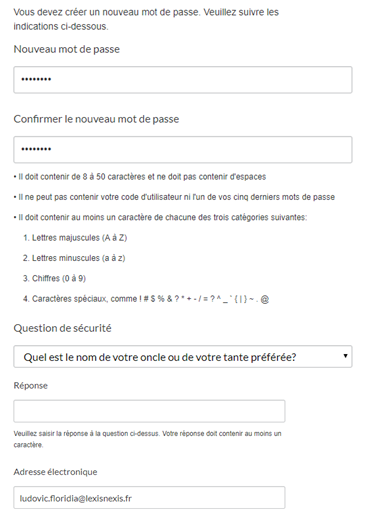 Vous devez créer un nouveau mot de passe. Veuillez suivre les
indications ci-dessous.
Nouveau mot de passe
••••••••
Confirmer le nouveau mot de passe
••••••••
• Il doit contenir de 8 à 50 caractères et ne doit pas contenir d'espaces
• Il ne peut pas contenir votre code d'utilisateur ni l'un de vos cinq derniers mots de passe
• Il doit contenir au moins un caractère de chacune des trois catégories suivantes:
1. Lettres majuscules (A à Z)
2. Lettres minuscules (a à z)
3. Chiffres (0 à 9)
4. Caractères spéciaux, comme ! # $ % & ? * + - / = ? ^ _ ` { | } ~ . @
Question de sécurité
Quel est le nom de votre oncle ou de votre tante préférée?
Réponse
Veuillez saisir la réponse à la question ci-dessus. Votre réponse doit contenir au moins un
caractère.
Adresse électronique
ludovic.floridia@lexisnexis.fr